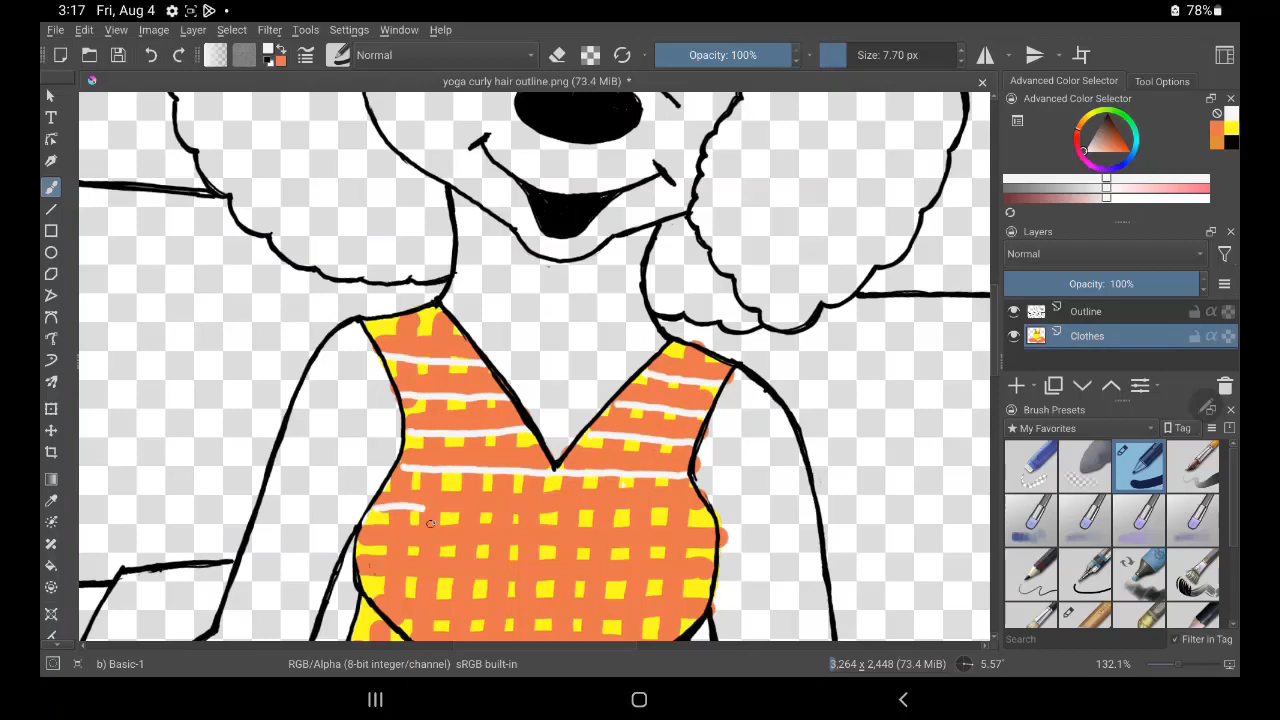 3:17 Fri, Aug 4 78%
File Edit View Image Layer Select Filter Tools Settings Window Help
Normal Opacity: 100% Size: 7.70 px
yoga curly hair outline.png (73.4 MiB) *
Advanced Color Selector Tool Options
Advanced Color Selector
Layers
Normal
Opacity: 100%
Outline
Clothes
Brush Presets
★ My Favorites Tag
Search Filter in Tag
b) Basic-1 RGB/Alpha (8-bit integer/channel) sRGB built-in 3,264 x 2,448 (73.4 MiB) 5.57° 132.1%